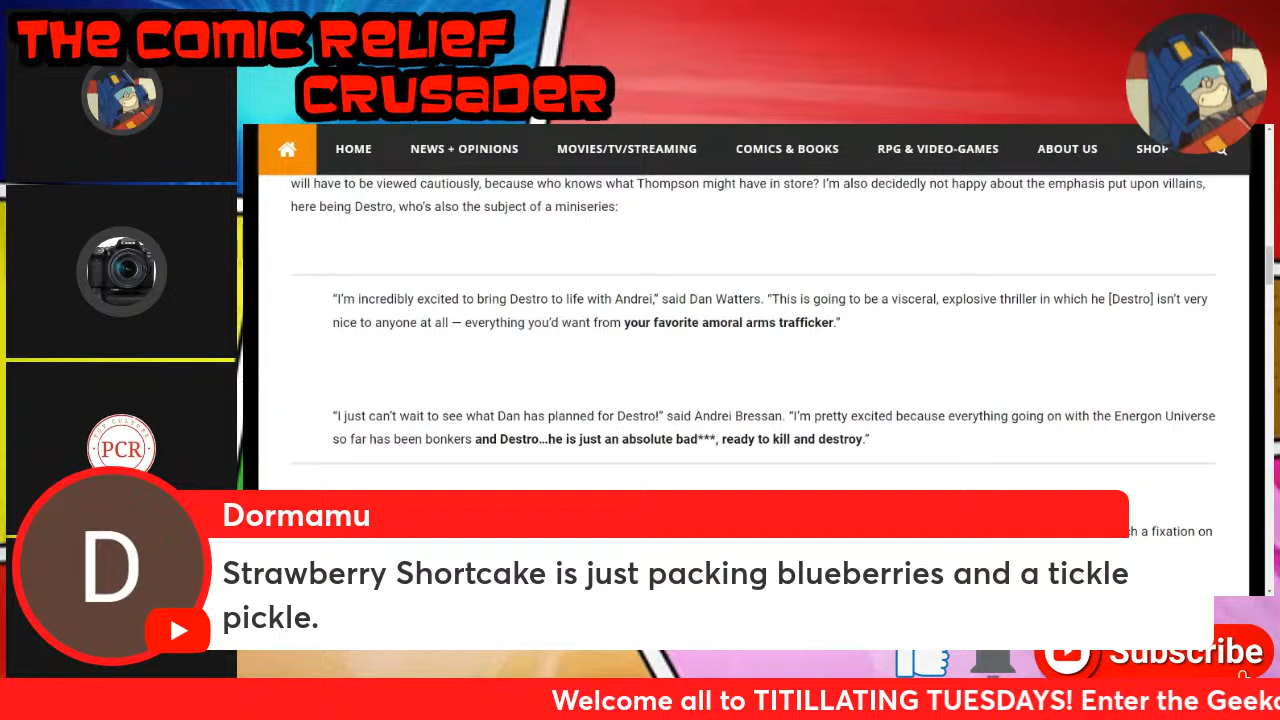 THE COMIC RELIEF
CRUSADER
HOME NEWS + OPINIONS MOVIES/TV/STREAMING COMICS & BOOKS RPG & VIDEO-GAMES ABOUT US SHOP
will have to be viewed cautiously, because who knows what Thompson might have in store? I’m also decidedly not happy about the emphasis put upon villains,
here being Destro, who’s also the subject of a miniseries:
“I’m incredibly excited to bring Destro to life with Andrei,” said Dan Watters. “This is going to be a visceral, explosive thriller in which he [Destro] isn’t very
nice to anyone at all — everything you’d want from your favorite amoral arms trafficker.”
“I just can’t wait to see what Dan has planned for Destro!” said Andrei Bressan. “I’m pretty excited because everything going on with the Energon Universe
so far has been bonkers and Destro…he is just an absolute bad***, ready to kill and destroy.”
a fixation on
POP CULTURE
PCR
D
Dormamu
Strawberry Shortcake is just packing blueberries and a tickle
pickle.
Subscribe
Welcome all to TITILLATING TUESDAYS! Enter the